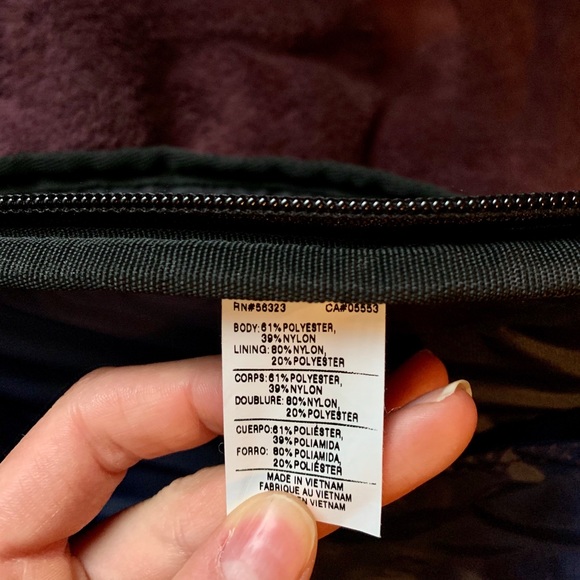 RN#56323 CA#05553
BODY: 61% POLYESTER,
39% NYLON
LINING: 80% NYLON,
20% POLYESTER
CORPS: 61% POLYESTER,
39% NYLON
DOUBLURE: 80% NYLON,
20% POLYESTER
CUERPO: 61% POLIÉSTER,
39% POLIAMIDA
FORRO: 80% POLIAMIDA,
20% POLIÉSTER
MADE IN VIETNAM
FABRIQUE AU VIETNAM
EN VIETNAM